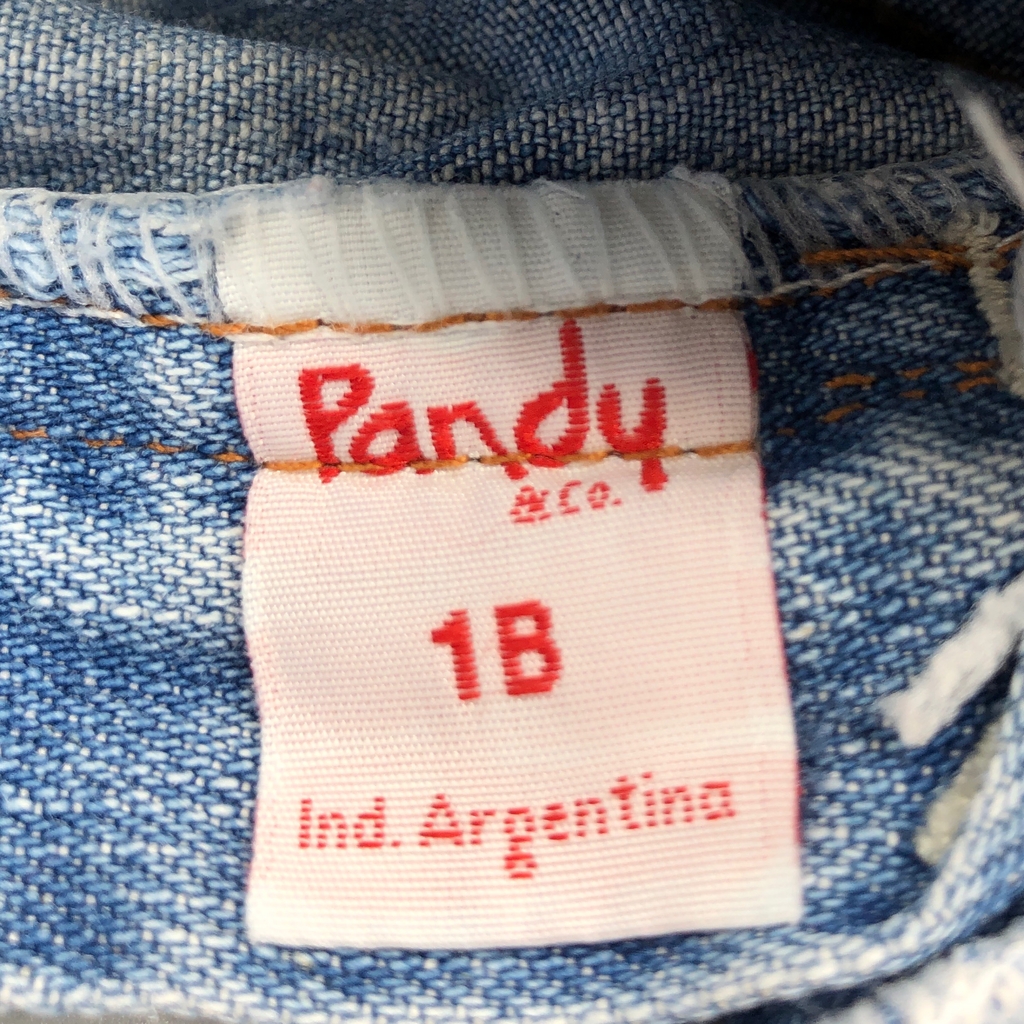 Pandy
& Co.
1B
Ind. Argentina